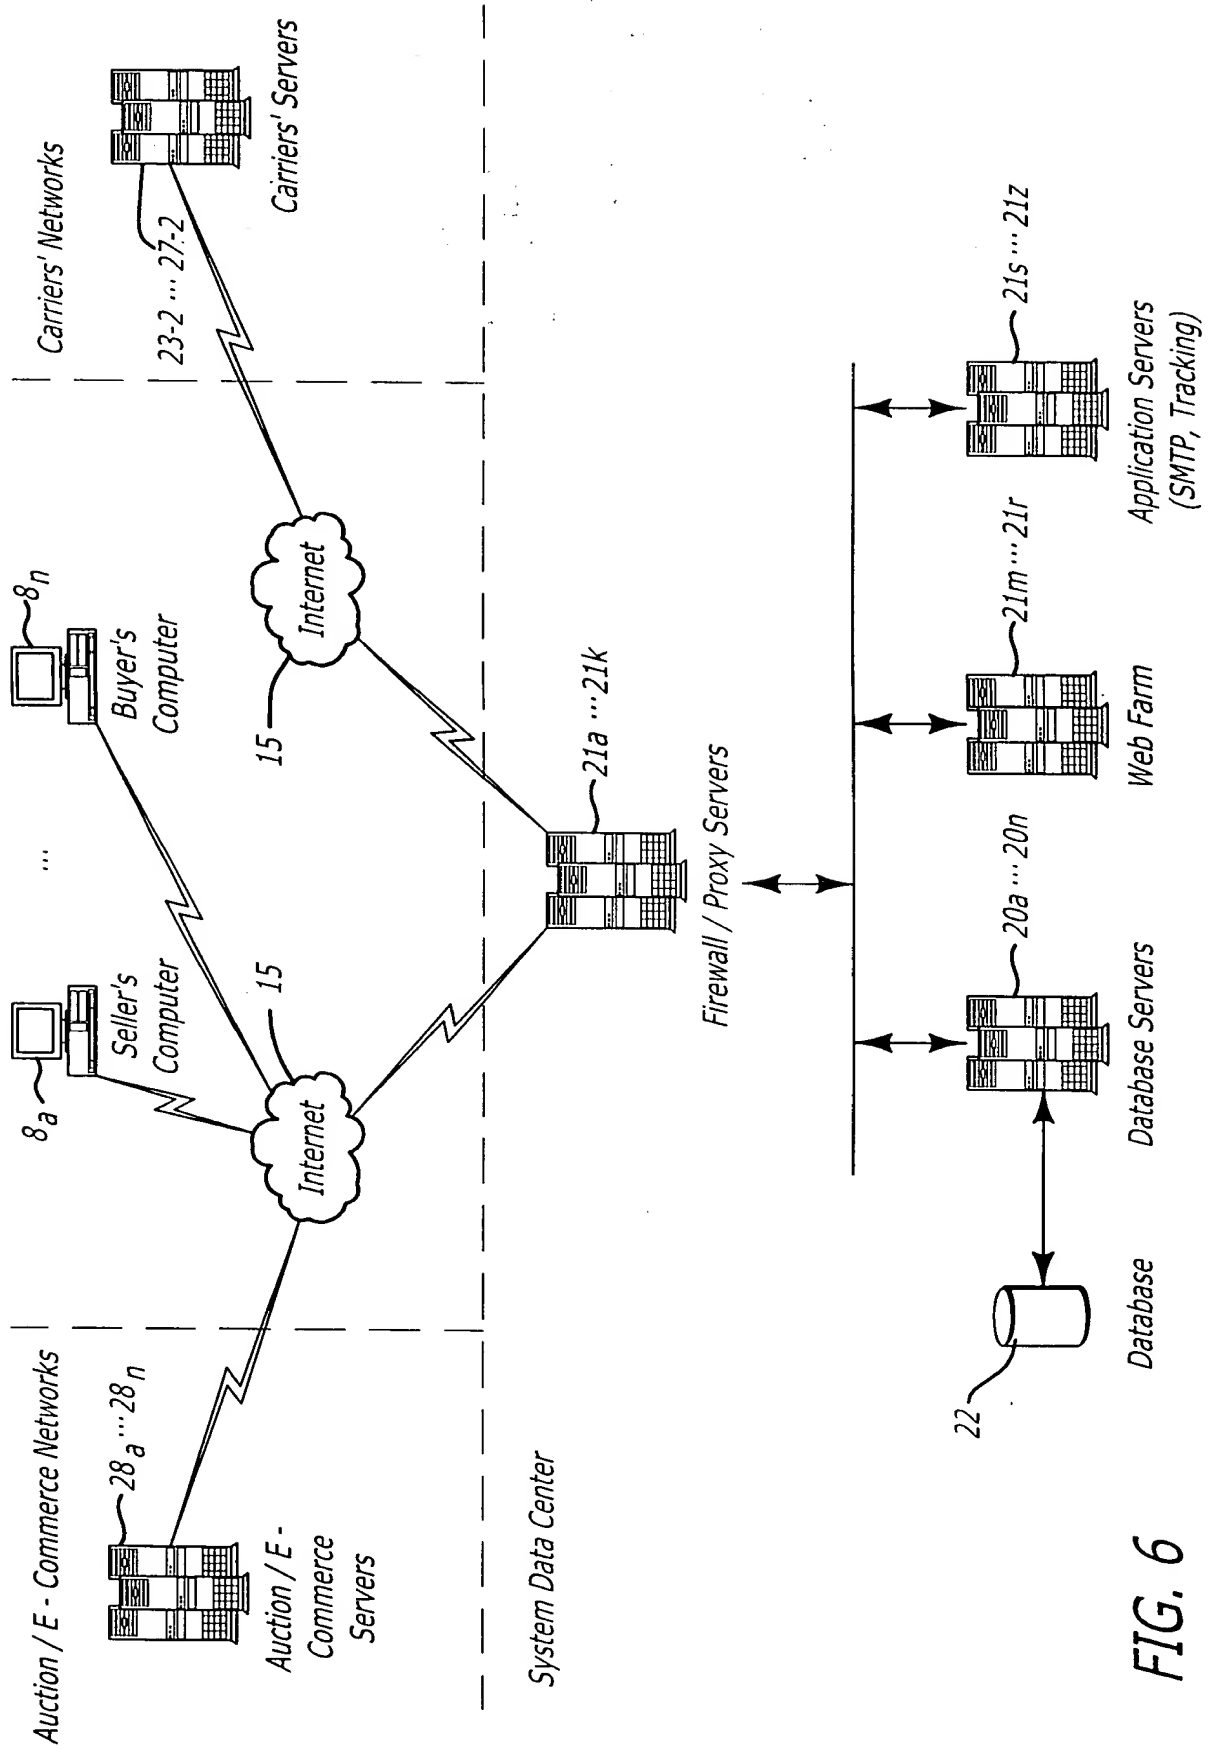 Auction / E - Commerce Networks
Carriers' Networks
8a
8n
...
28a ... 28n
23-2 ... 27-2
Seller's
Computer
Buyer's
Computer
Auction / E -
Commerce
Servers
Carriers' Servers
15
15
Internet
Internet
System Data Center
21a ... 21k
Firewall / Proxy Servers
22
20a ... 20n
21m ... 21r
21s ... 21z
Database
Database Servers
Web Farm
Application Servers
(SMTP, Tracking)
FIG. 6